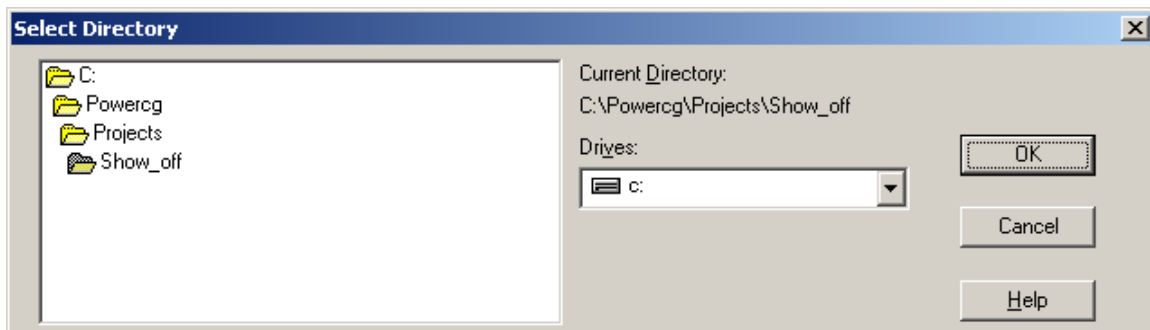 Select Directory
C:
Powercg
Projects
Show_off
Current Directory:
C:\Powercg\Projects\Show_off
Drives:
c:
OK
Cancel
Help